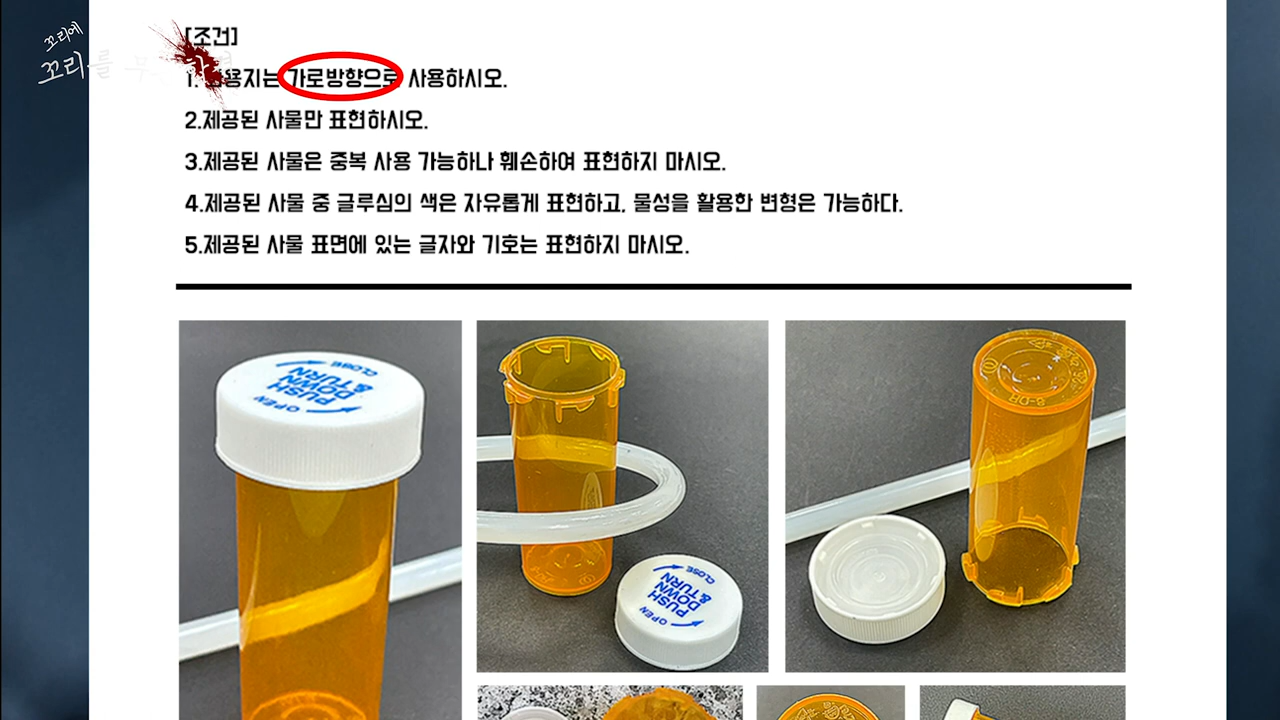 꼬리에
꼬리를
[조건]
1. 용지는 가로방향으로 사용하시오.
2.제공된 사물만 표현하시오.
3.제공된 사물은 중복 사용 가능하나 훼손하여 표현하지 마시오.
4.제공된 사물 중 글루심의 색은 자유롭게 표현하고, 물성을 활용한 변형은 가능하다.
5.제공된 사물 표면에 있는 글자와 기호는 표현하지 마시오.
CLOSE
PUSH
DOWN
& TURN
OPEN
CLOSE
PUSH
DOWN
& TURN
OPEN
8-DR